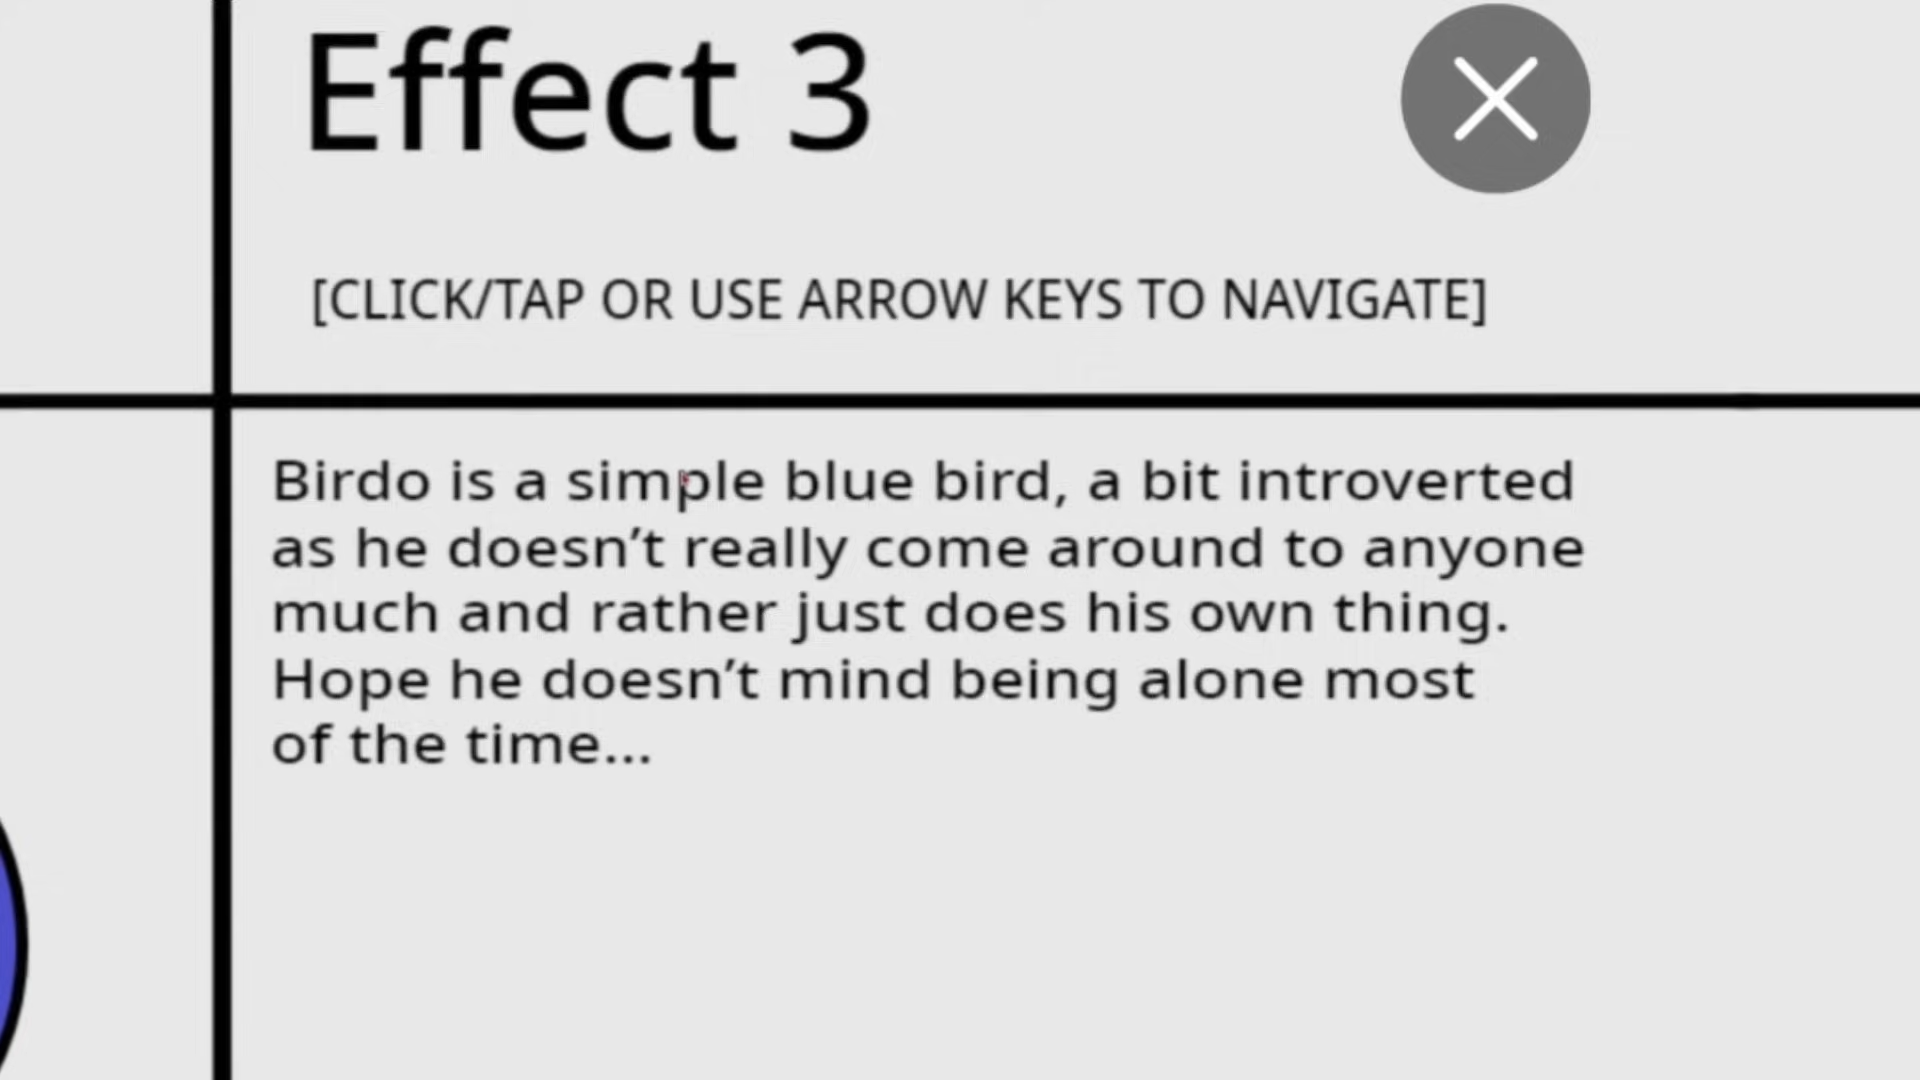 Effect 3
[CLICK/TAP OR USE ARROW KEYS TO NAVIGATE]
Birdo is a simple blue bird, a bit introverted
as he doesn’t really come around to anyone
much and rather just does his own thing.
Hope he doesn’t mind being alone most
of the time...